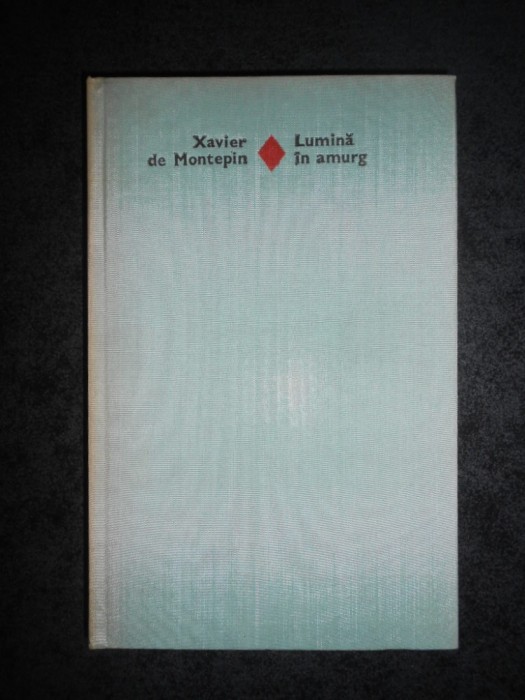 Xavier
de Montepin
Lumină
în amurg